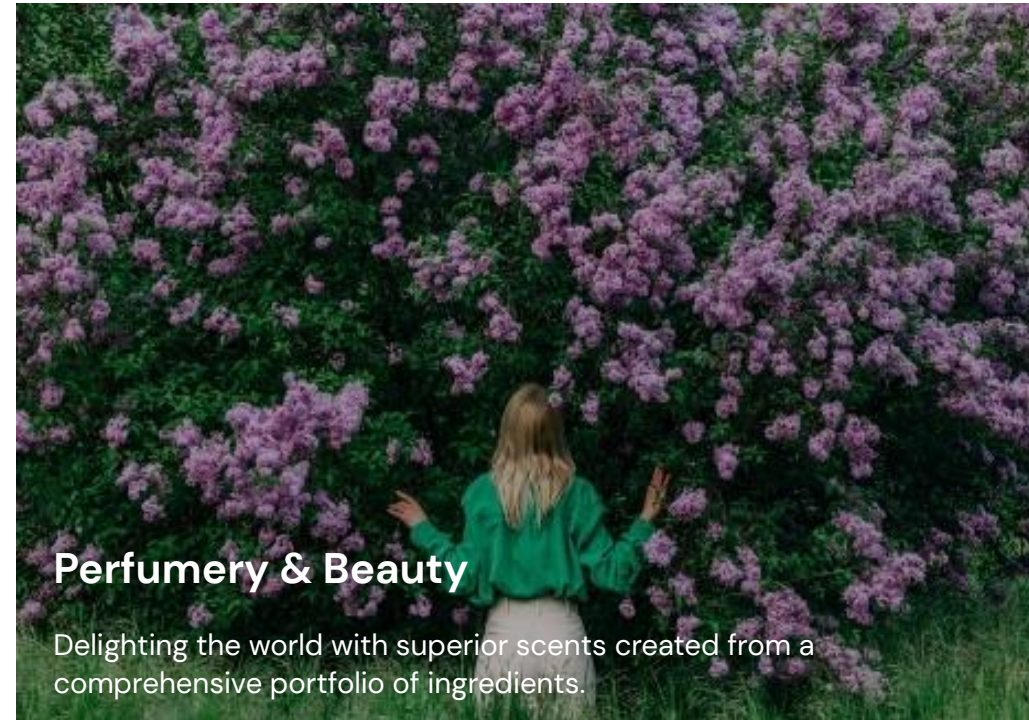 Perfumery & Beauty
Delighting the world with superior scents created from a
comprehensive portfolio of ingredients.